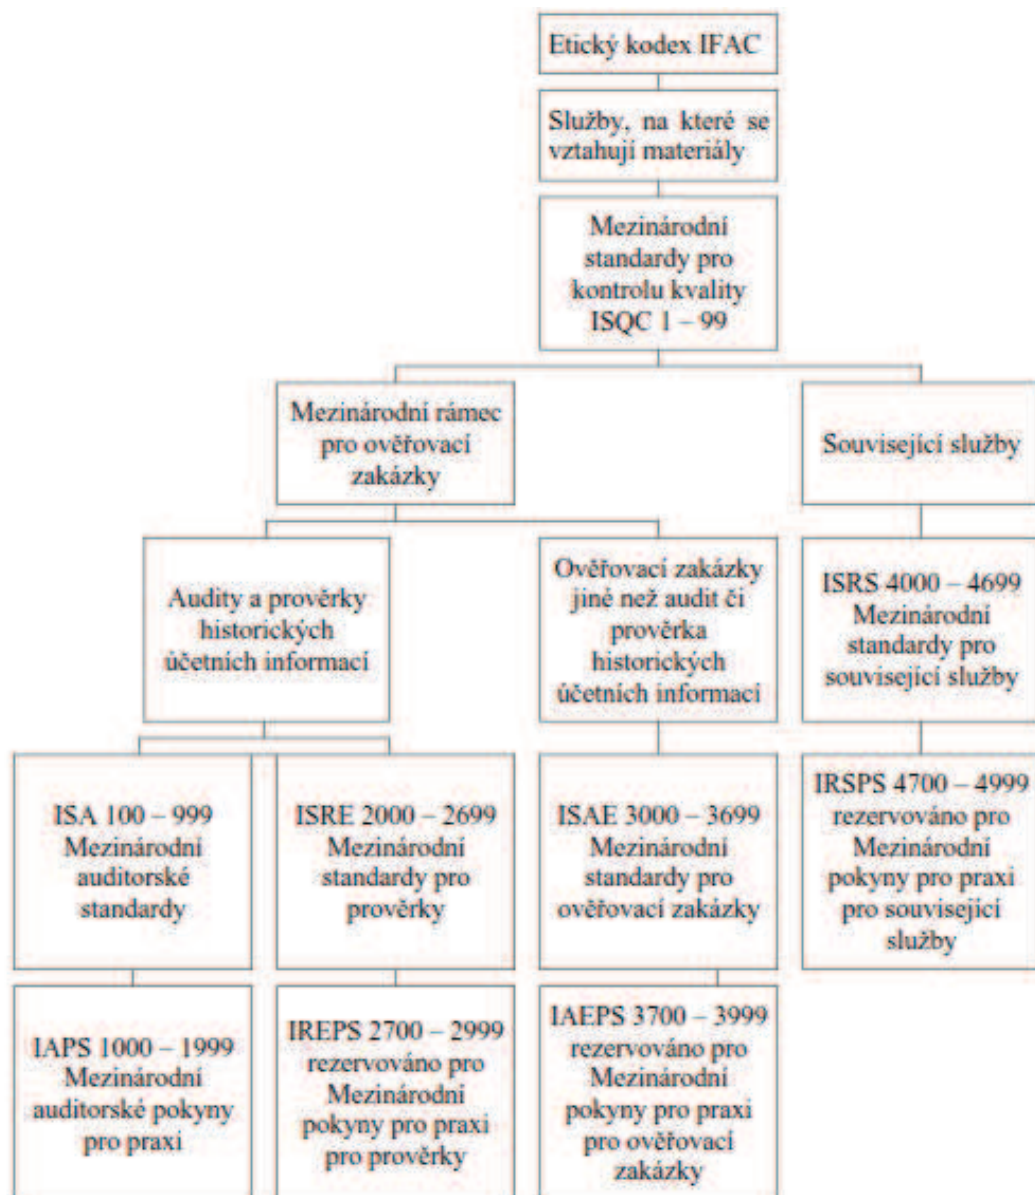 Etický kodex IFAC
Služby, na které se
vztahují materiály
Mezinárodní
standardy pro
kontrolu kvality
ISQC 1 – 99
Mezinárodní rámec
pro ověřovací
zakázky
Související služby
Audity a prověrky
historických
účetních informací
Ověřovací zakázky
jiné než audit či
prověrka
historických
účetních informací
ISRS 4000 – 4699
Mezinárodní
standardy pro
související služby
ISA 100 – 999
Mezinárodní
auditorské
standardy
ISRE 2000 – 2699
Mezinárodní
standardy pro
prověrky
ISAE 3000 – 3699
Mezinárodní
standardy pro
ověřovací zakázky
IRSPS 4700 – 4999
rezervováno pro
Mezinárodní
pokyny pro praxi
pro související
služby
IAPS 1000 – 1999
Mezinárodní
auditorské pokyny
pro praxi
IREPS 2700 – 2999
rezervováno pro
Mezinárodní
pokyny pro praxi
pro prověrky
IAEPS 3700 – 3999
rezervováno pro
Mezinárodní
pokyny pro praxi
pro ověřovací
zakázky